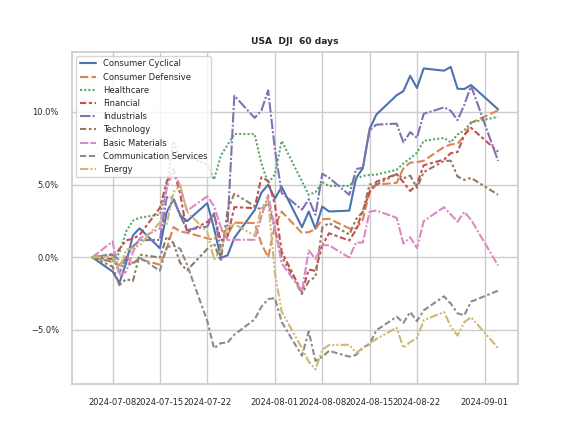 USA DJI 60 days
Consumer Cyclical
Consumer Defensive
Healthcare
Financial
Industrials
Technology
Basic Materials
Communication Services
Energy
10.0%
5.0%
0.0%
−5.0%
2024-07-08 2024-07-15 2024-07-22 2024-08-01 2024-08-08 2024-08-15 2024-08-22 2024-09-01